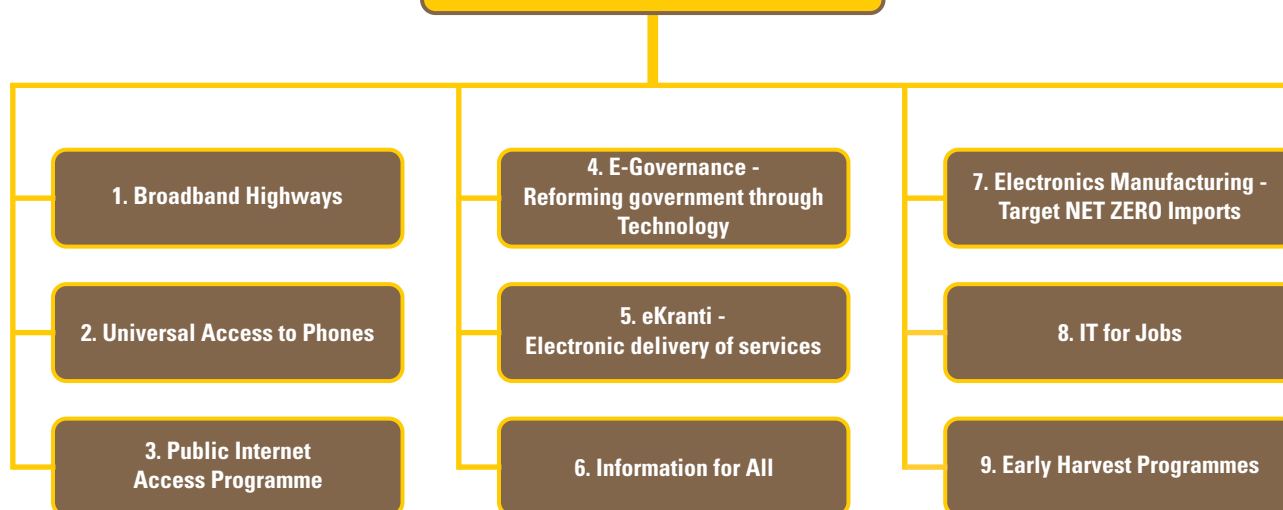 1. Broadband Highways
2. Universal Access to Phones
3. Public Internet
Access Programme
4. E-Governance -
Reforming government through
Technology
5. eKranti -
Electronic delivery of services
6. Information for All
7. Electronics Manufacturing -
Target NET ZERO Imports
8. IT for Jobs
9. Early Harvest Programmes